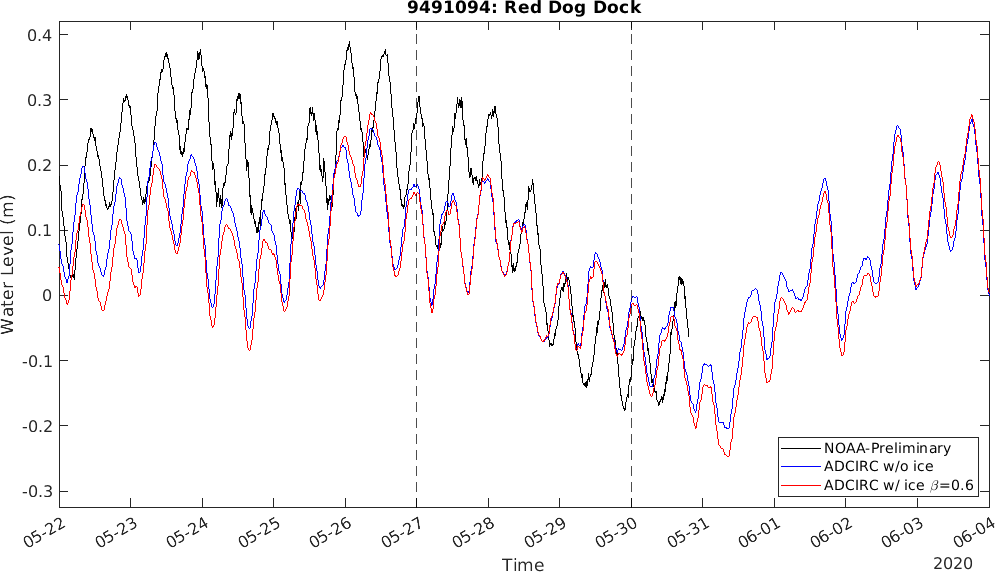 9491094: Red Dog Dock
Water Level (m)
0.4
0.3
0.2
0.1
0
-0.1
-0.2
-0.3
NOAA-Preliminary
ADCIRC w/o ice
ADCIRC w/ ice β=0.6
05-22 05-23 05-24 05-25 05-26 05-27 05-28 05-29 05-30 05-31 06-01 06-02 06-03 06-04
Time
2020